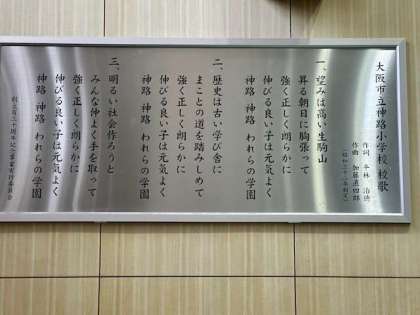 大阪市立神路小学校 校歌
作詞 平林 治徳
作曲 加藤直四郎
一、望みは高い生駒山
昇る朝日に胸張って
強く正しく朗らかに
伸びる良い子は元気よく
神路 神路 われらの学園
二、歴史は古い学び舎に
まことの道を踏みしめて
強く正しく朗らかに
伸びる良い子は元気よく
神路 神路 われらの学園
三、明るい社会作ろうと
みんな仲よく手を取って
強く正しく朗らかに
伸びる良い子は元気よく
神路 神路 われらの学園